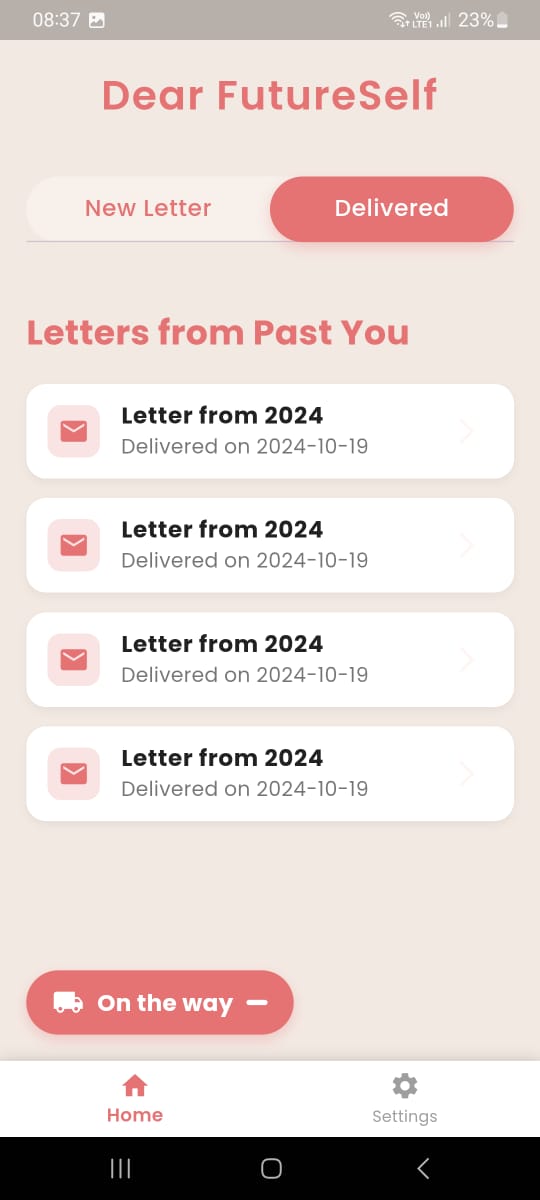 08:37
Vo)) LTE1 23%
Dear FutureSelf
New Letter Delivered
Letters from Past You
Letter from 2024
Delivered on 2024-10-19
Letter from 2024
Delivered on 2024-10-19
Letter from 2024
Delivered on 2024-10-19
Letter from 2024
Delivered on 2024-10-19
On the way
Home Settings